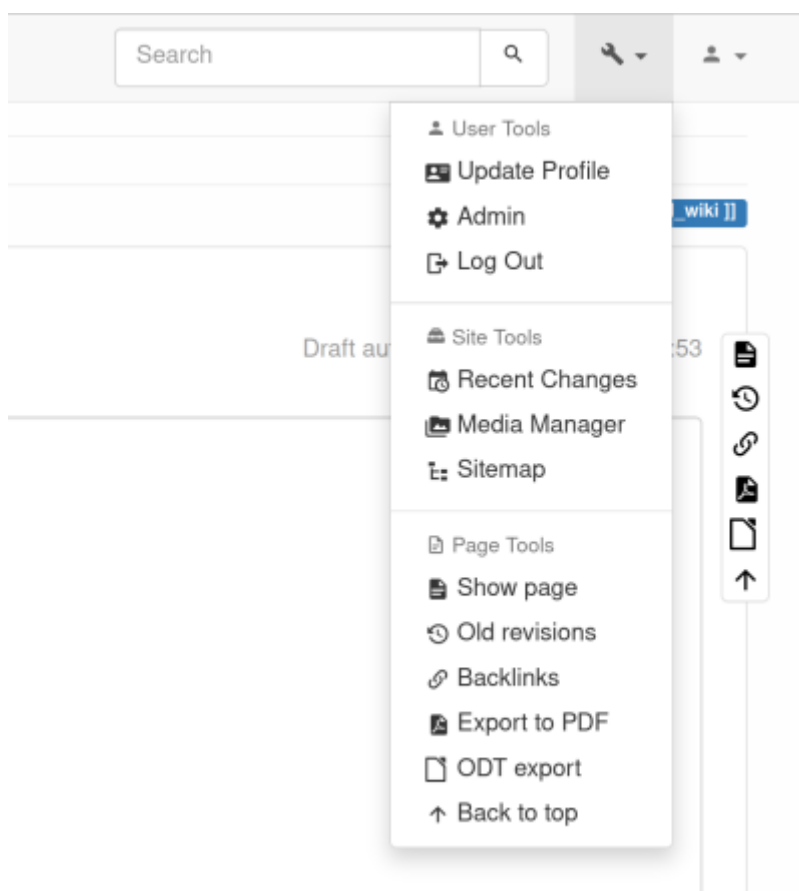 Search
User Tools
Update Profile
Admin
_wiki ]]
Log Out
Site Tools
Draft au
:53
Recent Changes
Media Manager
Sitemap
Page Tools
Show page
Old revisions
Backlinks
Export to PDF
ODT export
Back to top